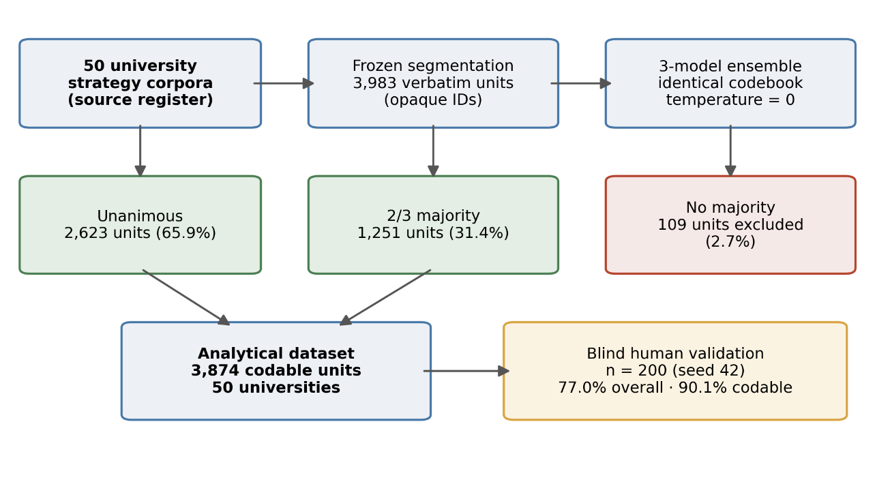 50 university
strategy corpora
(source register)
Frozen segmentation
3,983 verbatim units
(opaque IDs)
3-model ensemble
identical codebook
temperature = 0
Unanimous
2,623 units (65.9%)
2/3 majority
1,251 units (31.4%)
No majority
109 units excluded
(2.7%)
Analytical dataset
3,874 codable units
50 universities
Blind human validation
n = 200 (seed 42)
77.0% overall · 90.1% codable